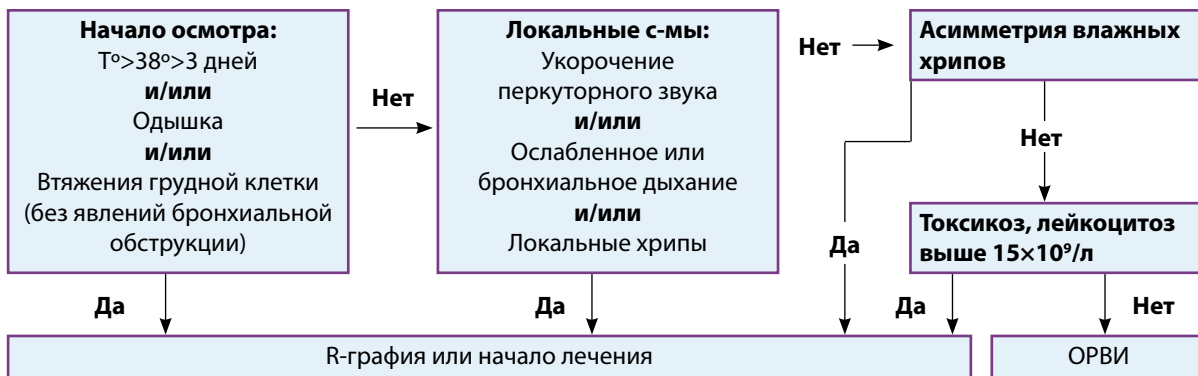 Начало осмотра:
Tº>38º>3 дней
и/или
Одышка
и/или
Втяжения грудной клетки
(без явлений бронхиальной
обструкции)
Нет
Локальные с-мы:
Укорочение
перкуторного звука
и/или
Ослабленное или
бронхиальное дыхание
и/или
Локальные хрипы
Нет
Асимметрия влажных
хрипов
Нет
Да
Токсикоз, лейкоцитоз
выше 15×10⁹/л
Да
Да
Да
Нет
R-графия или начало лечения
ОРВИ